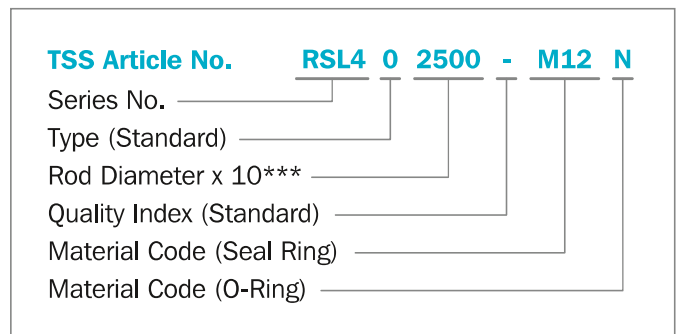 TSS Article No. RSL4 0 2500 - M12 N
Series No.
Type (Standard)
Rod Diameter x 10***
Quality Index (Standard)
Material Code (Seal Ring)
Material Code (O-Ring)